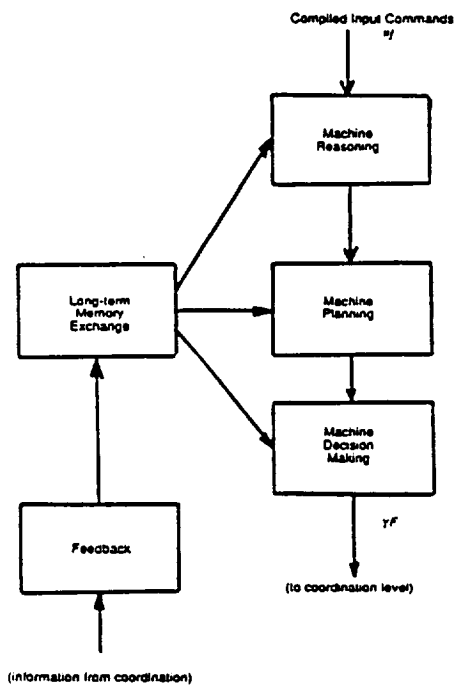 Compiled Input Commands
Machine
Reasoning
Long-term
Memory
Exchange
Machine
Planning
Machine
Decision
Making
γF
Feedback
(to coordination level)
(information from coordination)